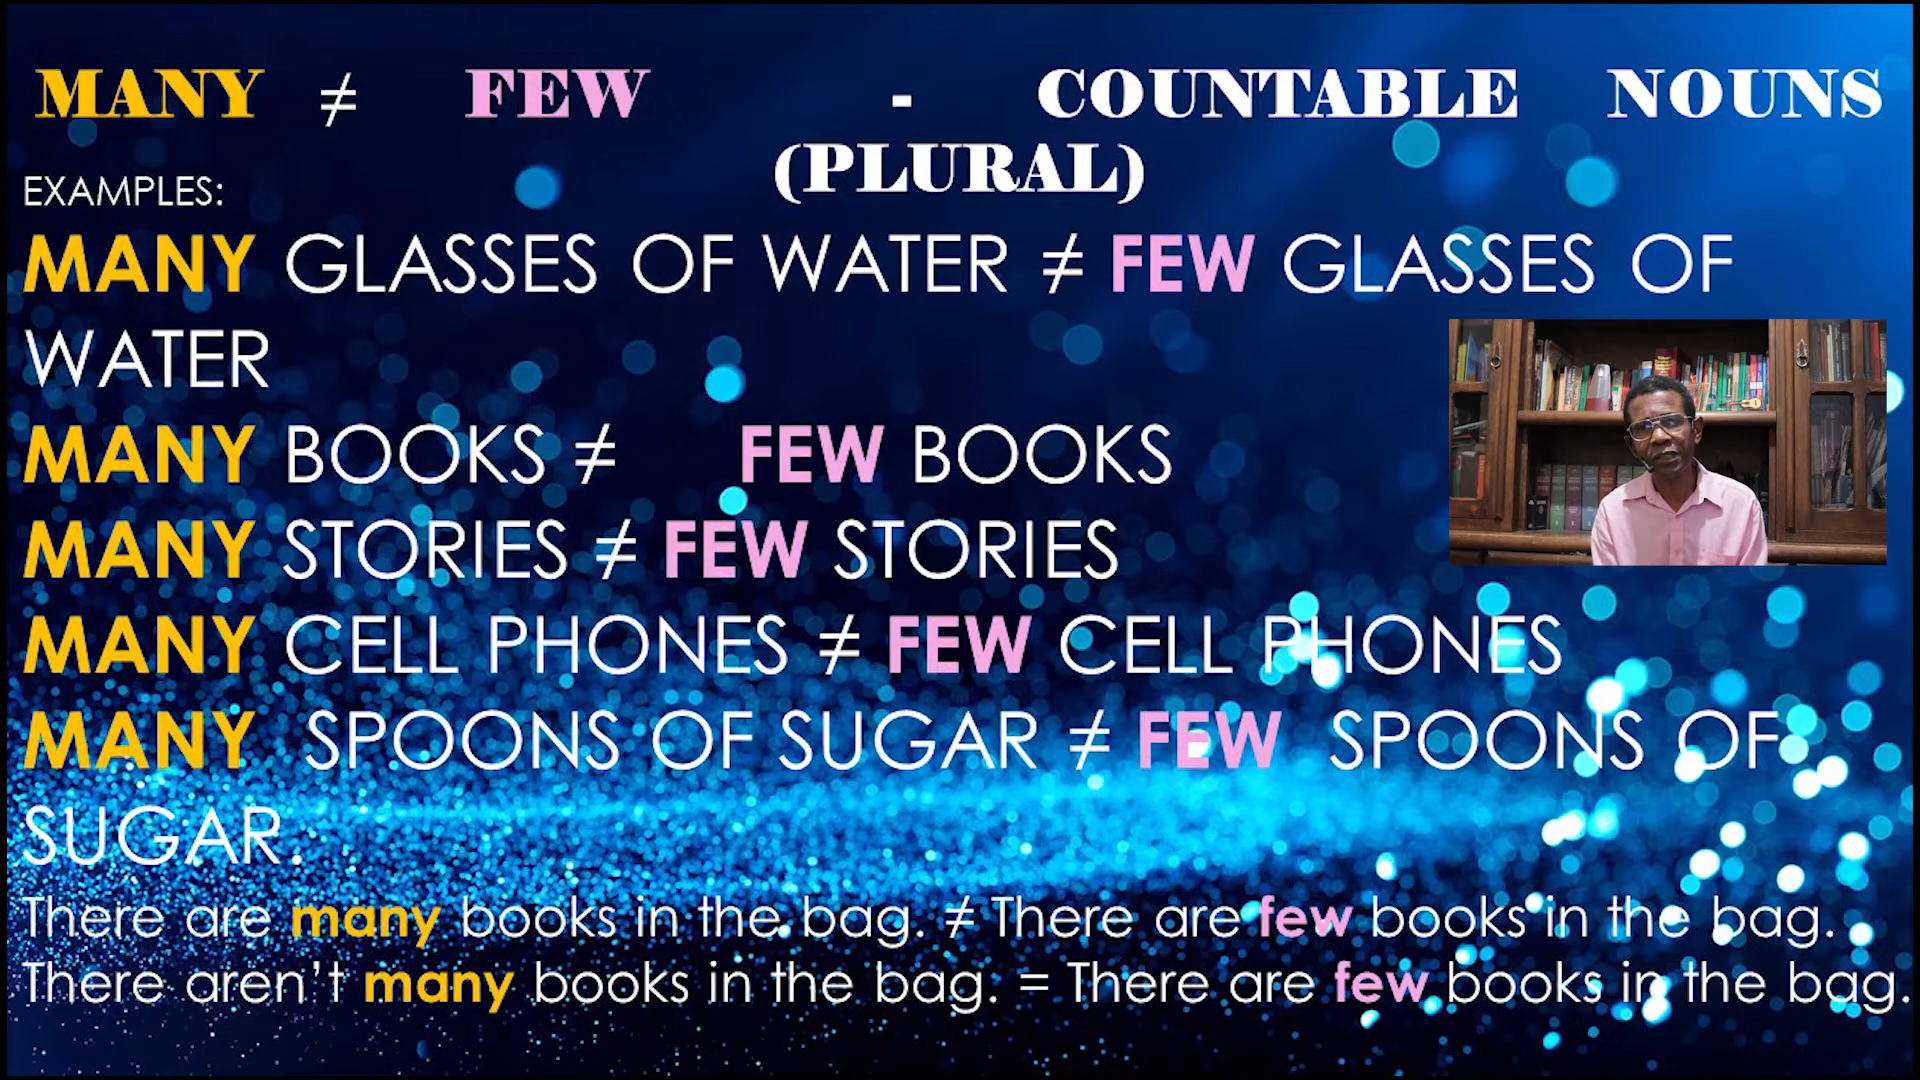 MANY ≠ FEW - COUNTABLE NOUNS
(PLURAL)
EXAMPLES:
MANY GLASSES OF WATER ≠ FEW GLASSES OF
WATER
MANY BOOKS ≠ FEW BOOKS
MANY STORIES ≠ FEW STORIES
MANY CELL PHONES ≠ FEW CELL PHONES
MANY SPOONS OF SUGAR ≠ FEW SPOONS OF
SUGAR.
There are many books in the bag. ≠ There are few books in the bag.
There aren’t many books in the bag. = There are few books in the bag.